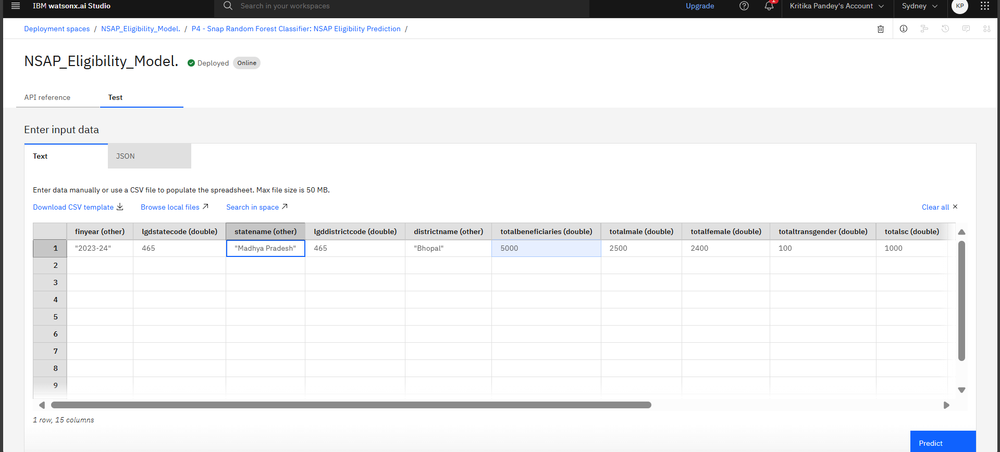 IBM watsonx.ai Studio
Search in your workspaces
Upgrade
1
Kritika Pandey's Account
Sydney
KP
Deployment spaces / NSAP_Eligibility_Model. / P4 - Snap Random Forest Classifier: NSAP Eligibility Prediction /
NSAP_Eligibility_Model.
Deployed
Online
API reference
Test
Enter input data
Text
JSON
Enter data manually or use a CSV file to populate the spreadsheet. Max file size is 50 MB.
Download CSV template
Browse local files
Search in space
Clear all
finyear (other) lgdstatecode (double) statename (other) lgddistrictcode (double) districtname (other) totalbeneficiaries (double) totalmale (double) totalfemale (double) totaltransgender (double) totalsc (double)
1 "2023-24" 465 "Madhya Pradesh" 465 "Bhopal" 5000 2500 2400 100 1000
2
3
4
5
6
7
8
9
1 row, 15 columns
Predict